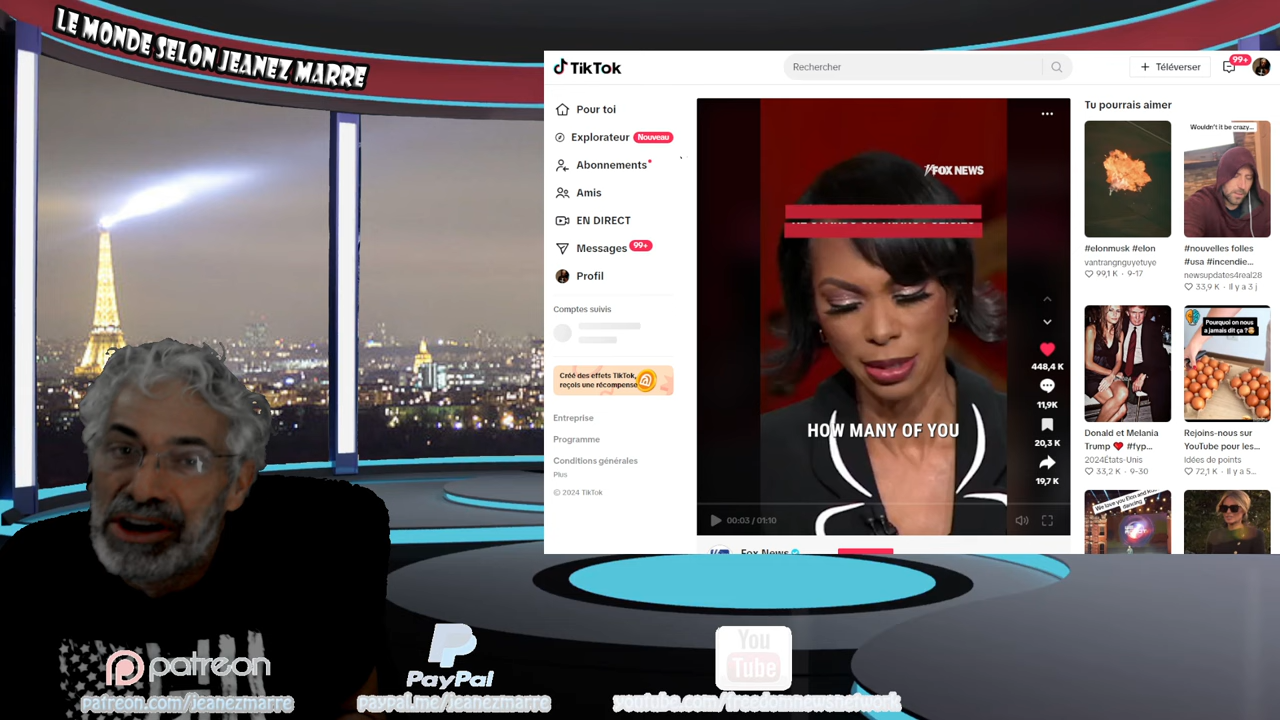 LE MONDE SELON JEANEZ MARRE
TikTok
Rechercher
Téléverser
99+
Pour toi
Explorateur Nouveau
Abonnements
Amis
EN DIRECT
Messages 99+
Profil
Comptes suivis
Créé des effets TikTok,
reçois une récompense
Entreprise
Programme
Conditions générales
Plus
© 2024 TikTok
FOX NEWS
HOW MANY OF YOU
448,4 K
11,9K
20,3 K
19,7 K
00:03 / 01:10
Fox News
Tu pourrais aimer
#elonmusk #elon
vantrangnguyetuye
99,1 K · 9-17
Wouldn't it be crazy...
#nouvelles folles
#usa #incendie...
newsupdates4real28
33,9 K · Il y a 3 j
Donald et Melania
Trump ❤️ #fyp...
2024États-Unis
33,2 K · 9-30
Pourquoi on nous
a jamais dit ça ?
Rejoins-nous sur
YouTube pour les...
Idées de points
72,1 K · Il y a S...
We love you Elon and
dancing
patreon
patreon.com/jeanezmarre
PayPal
paypal.me/jeanezmarre
You
Tube
youtube.com/freedomnewsnetwork